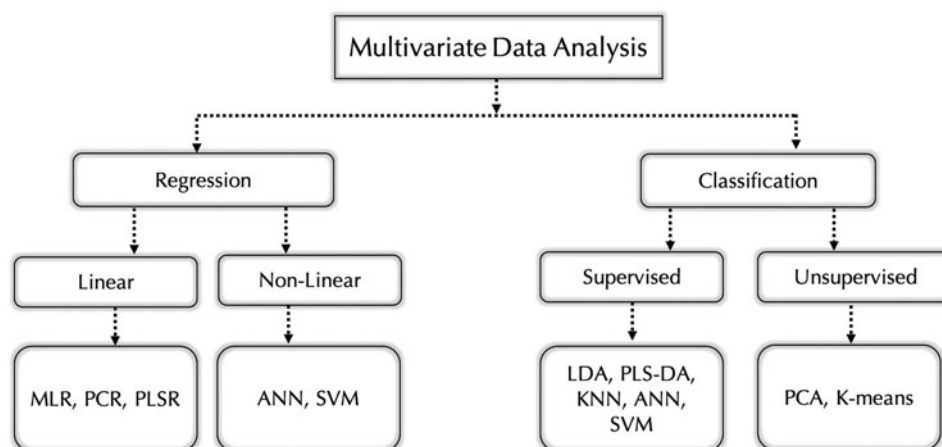 Multivariate Data Analysis
Regression
Classification
Linear
Non-Linear
Supervised
Unsupervised
MLR, PCR, PLSR
ANN, SVM
LDA, PLS-DA,
KNN, ANN,
SVM
PCA, K-means